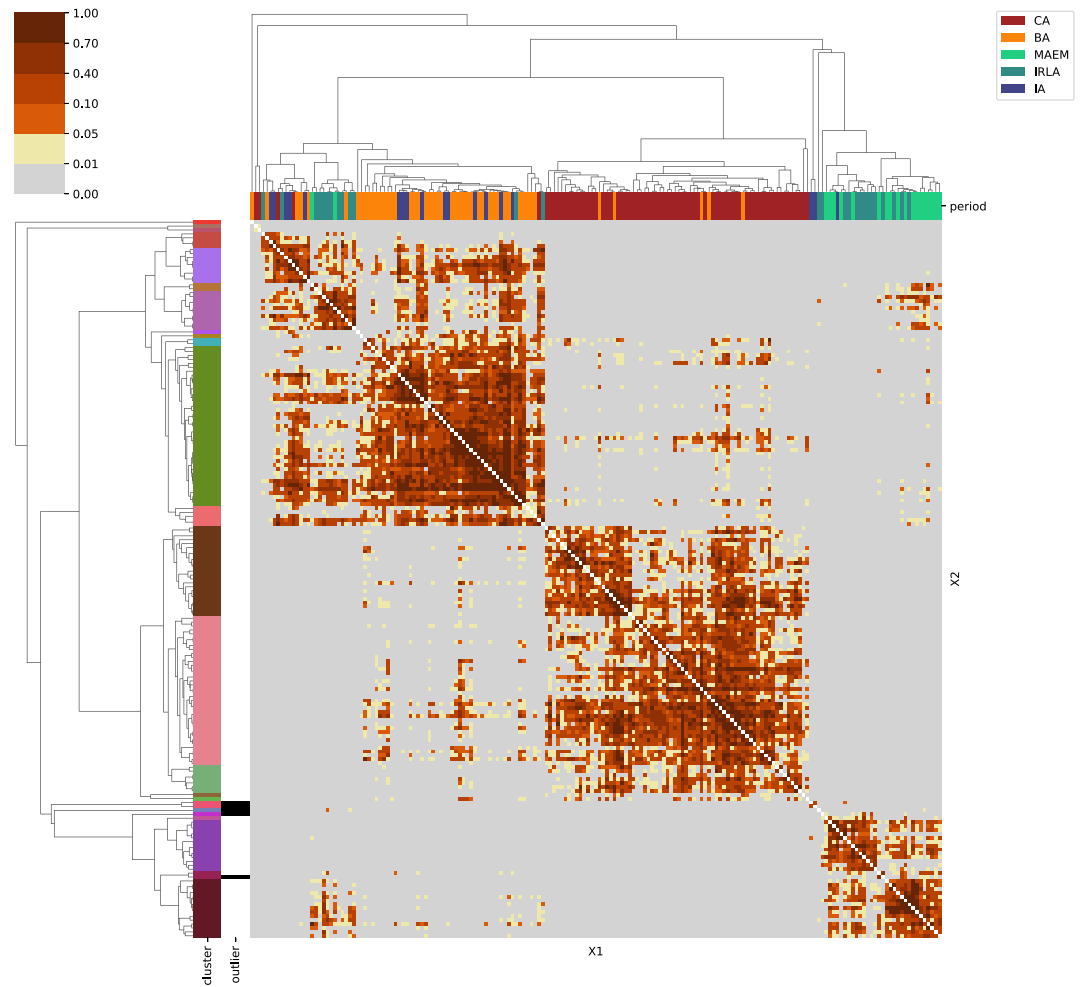 1.00
0.70
0.40
0.10
0.05
0.01
0.00
CA
BA
MAEM
IRLA
IA
period
X2
X1
cluster
outlier